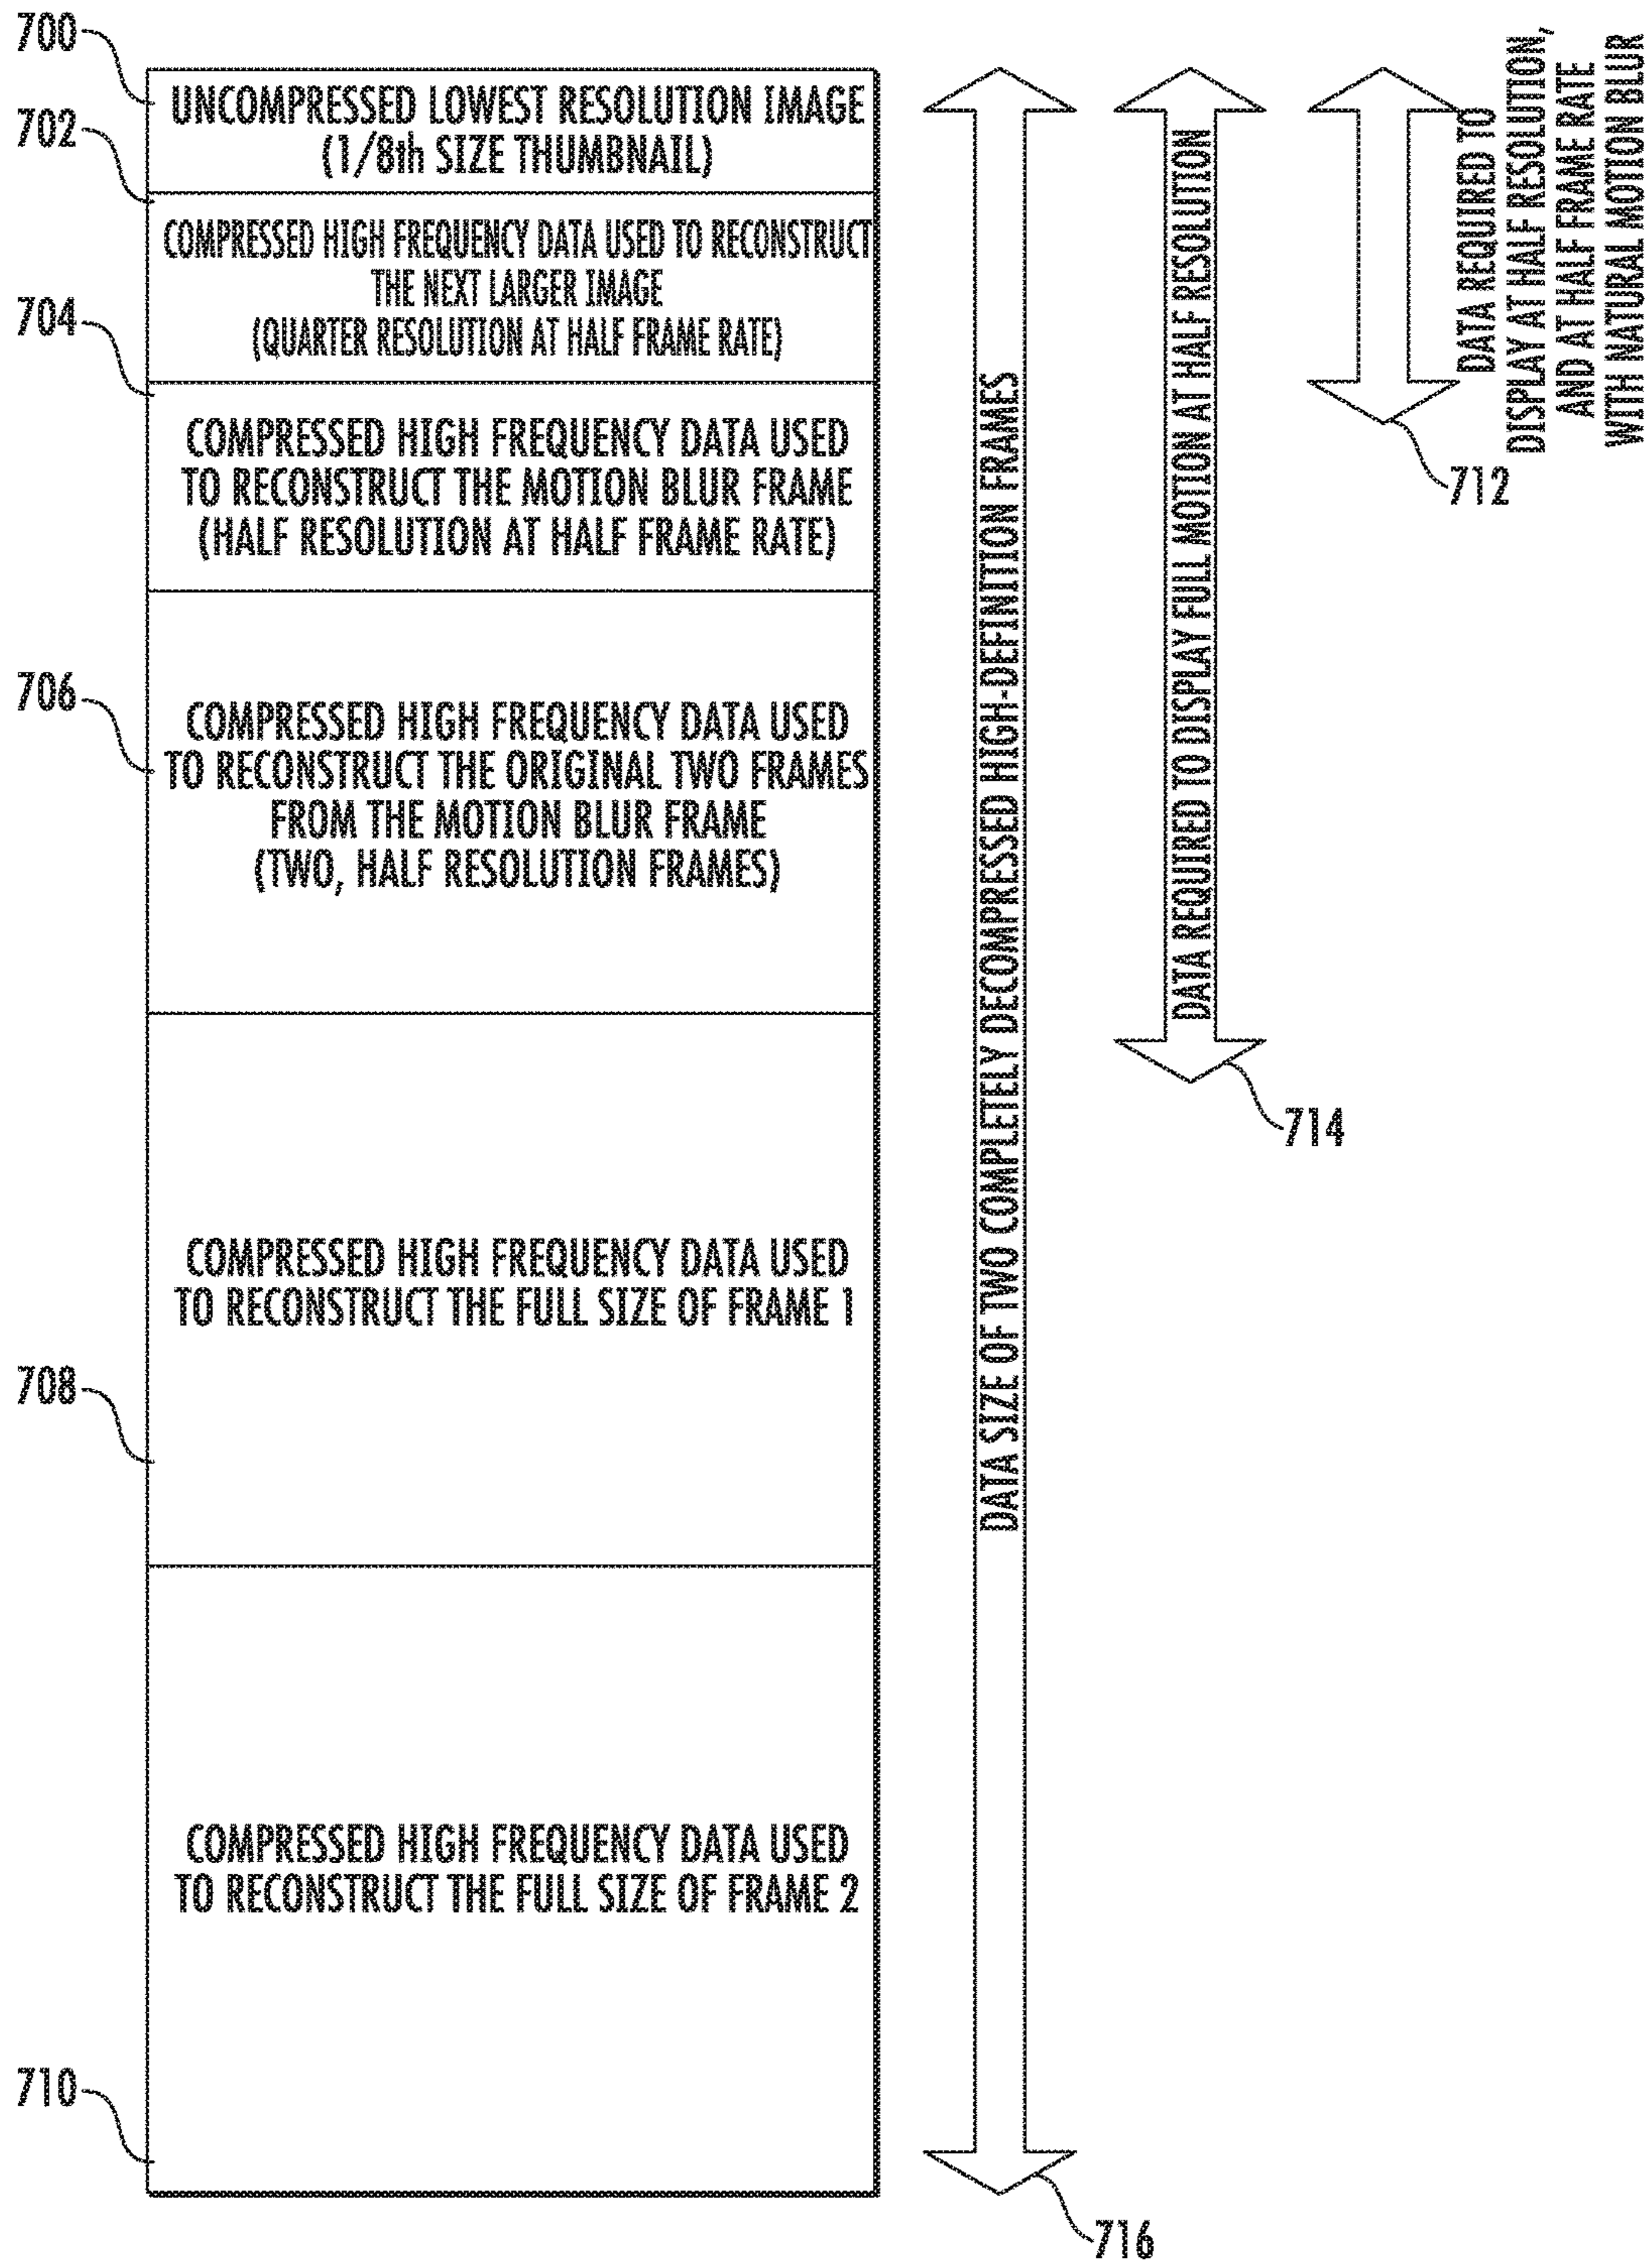 700
UNCOMPRESSED LOWEST RESOLUTION IMAGE
(1/8th SIZE THUMBNAIL)
702
COMPRESSED HIGH FREQUENCY DATA USED TO RECONSTRUCT
THE NEXT LARGER IMAGE
(QUARTER RESOLUTION AT HALF FRAME RATE)
704
COMPRESSED HIGH FREQUENCY DATA USED
TO RECONSTRUCT THE MOTION BLUR FRAME
(HALF RESOLUTION AT HALF FRAME RATE)
706
COMPRESSED HIGH FREQUENCY DATA USED
TO RECONSTRUCT THE ORIGINAL TWO FRAMES
FROM THE MOTION BLUR FRAME
(TWO, HALF RESOLUTION FRAMES)
COMPRESSED HIGH FREQUENCY DATA USED
TO RECONSTRUCT THE FULL SIZE OF FRAME 1
708
COMPRESSED HIGH FREQUENCY DATA USED
TO RECONSTRUCT THE FULL SIZE OF FRAME 2
710
DATA SIZE OF TWO COMPLETELY DECOMPRESSED HIGH-DEFINITION FRAMES
716
DATA REQUIRED TO DISPLAY FULL MOTION AT HALF RESOLUTION
714
DATA REQUIRED TO
DISPLAY AT HALF RESOLUTION,
AND AT HALF FRAME RATE
WITH NATURAL MOTION BLUR
712